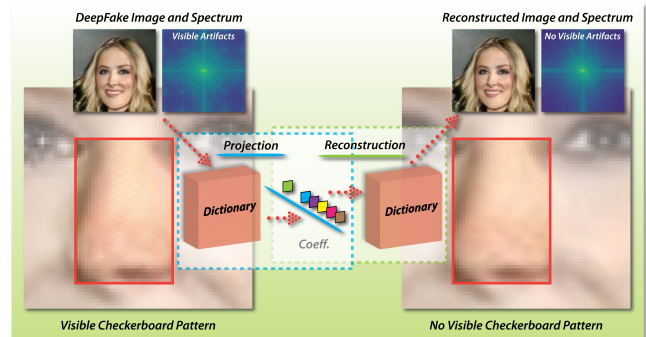 DeepFake Image and Spectrum
Reconstructed Image and Spectrum
Visible Artifacts
No Visible Artifacts
Projection
Reconstruction
Dictionary
Dictionary
Coeff.
Visible Checkerboard Pattern
No Visible Checkerboard Pattern